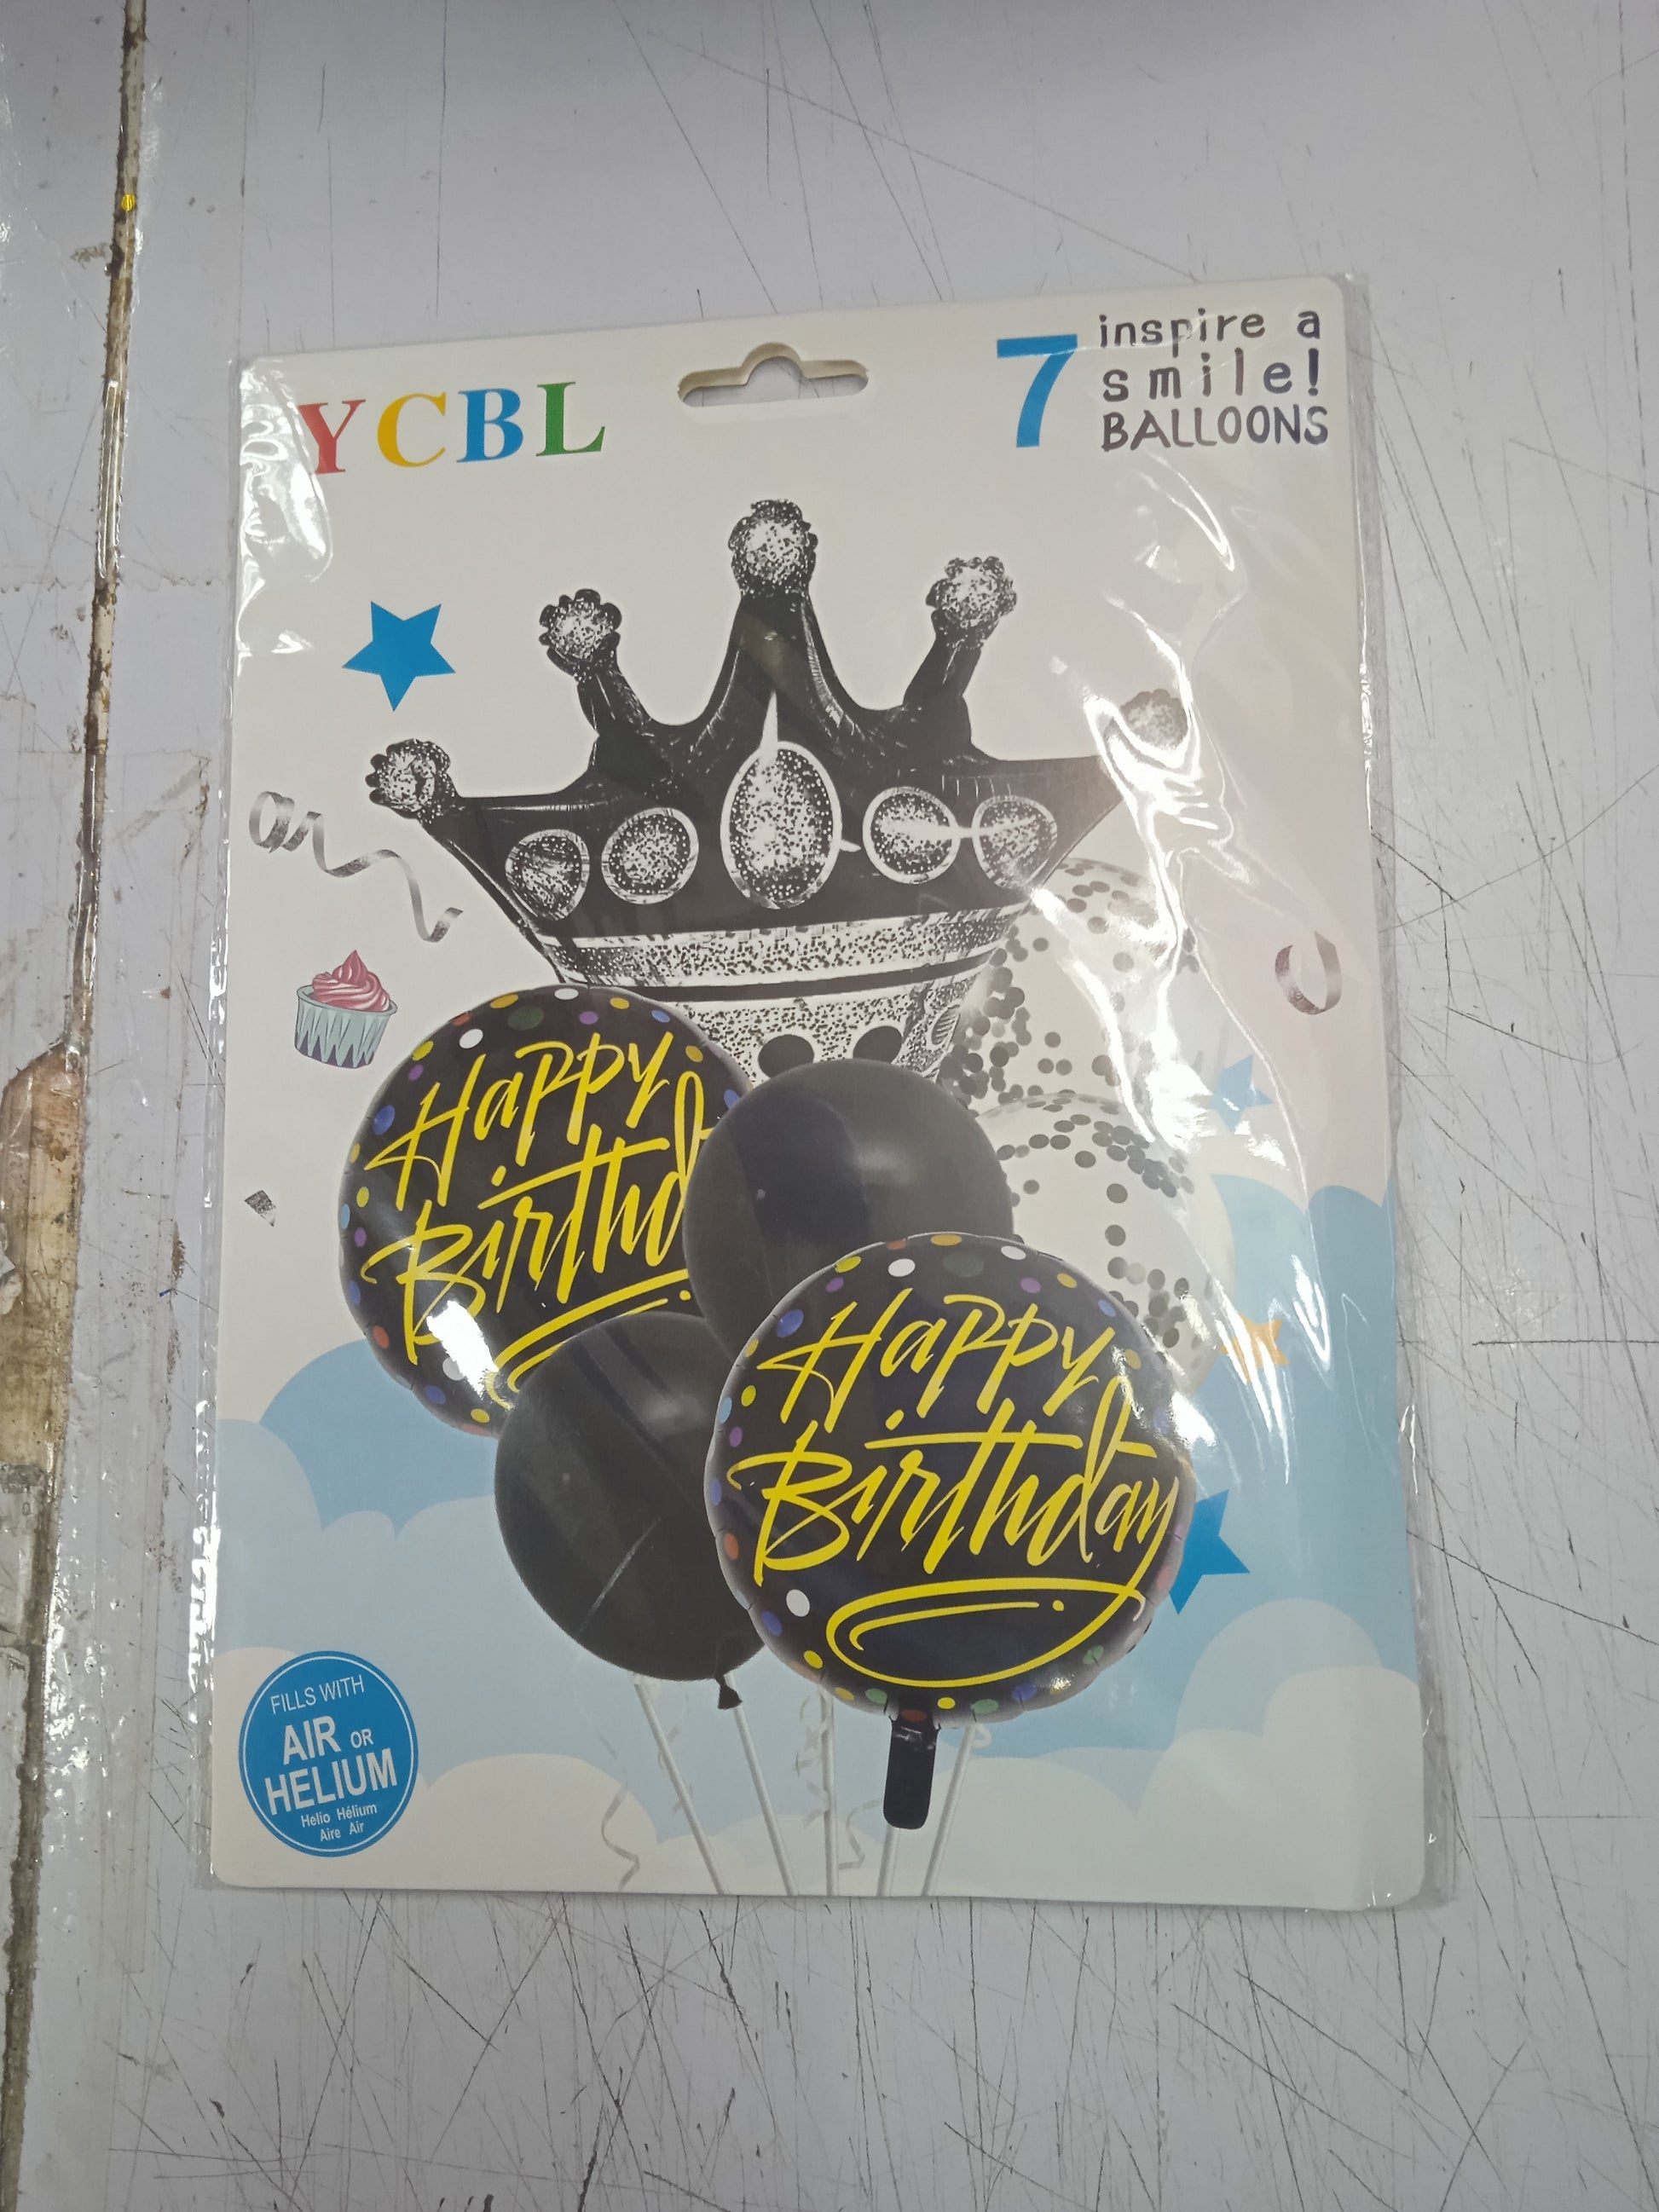 YCBL
7
inspire a
smile!
BALLOONS
Happy
Birthd
Happy
Birthday
FILLS WITH
AIR OR
HELIUM
Helio Hélium
Aire Air